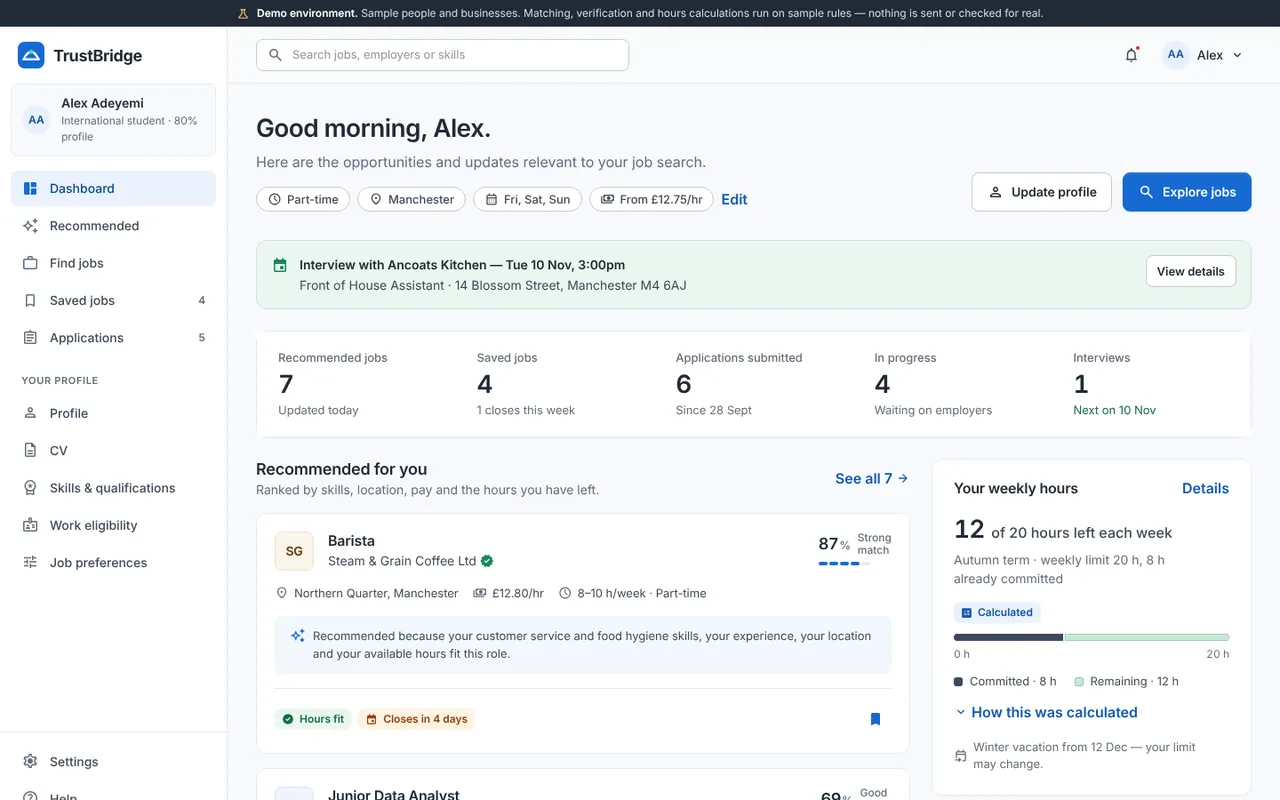 Demo environment. Sample people and businesses. Matching, verification and hours calculations run on sample rules — nothing is sent or checked for real.
TrustBridge
Search jobs, employers or skills
AA
Alex
AA
Alex Adeyemi
International student · 80%
profile
Dashboard
Recommended
Find jobs
Saved jobs
4
Applications
5
YOUR PROFILE
Profile
CV
Skills & qualifications
Work eligibility
Job preferences
Settings
Help
Good morning, Alex.
Here are the opportunities and updates relevant to your job search.
Part-time
Manchester
Fri, Sat, Sun
From £12.75/hr
Edit
Update profile
Explore jobs
Interview with Ancoats Kitchen — Tue 10 Nov, 3:00pm
Front of House Assistant · 14 Blossom Street, Manchester M4 6AJ
View details
Recommended jobs
7
Updated today
Saved jobs
4
1 closes this week
Applications submitted
6
Since 28 Sept
In progress
4
Waiting on employers
Interviews
1
Next on 10 Nov
Recommended for you
Ranked by skills, location, pay and the hours you have left.
See all 7
SG
Barista
Steam & Grain Coffee Ltd
87%
Strong
match
Northern Quarter, Manchester
£12.80/hr
8–10 h/week · Part-time
Recommended because your customer service and food hygiene skills, your experience, your location
and your available hours fit this role.
Hours fit
Closes in 4 days
Junior Data Analyst
69%
Good
Your weekly hours
Details
12 of 20 hours left each week
Autumn term · weekly limit 20 h, 8 h
already committed
Calculated
0 h
20 h
Committed · 8 h
Remaining · 12 h
How this was calculated
Winter vacation from 12 Dec — your limit
may change.